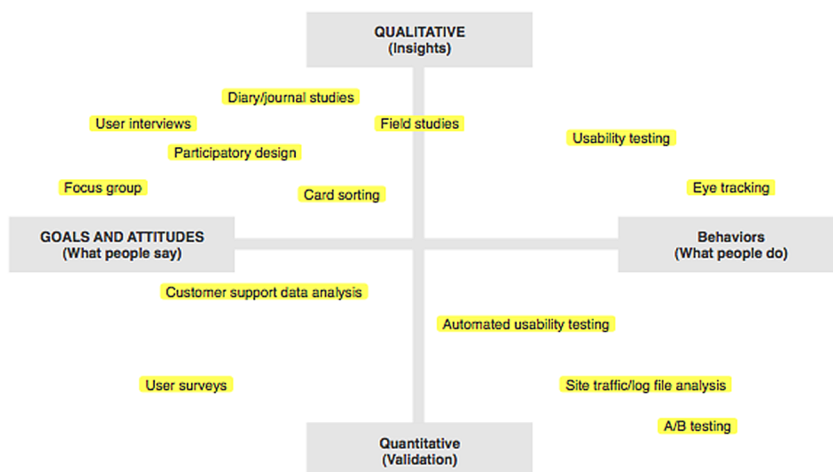 QUALITATIVE
(Insights)
Diary/journal studies
User interviews
Field studies
Participatory design
Usability testing
Focus group
Card sorting
Eye tracking
GOALS AND ATTITUDES
(What people say)
Behaviors
(What people do)
Customer support data analysis
Automated usability testing
User surveys
Site traffic/log file analysis
A/B testing
Quantitative
(Validation)